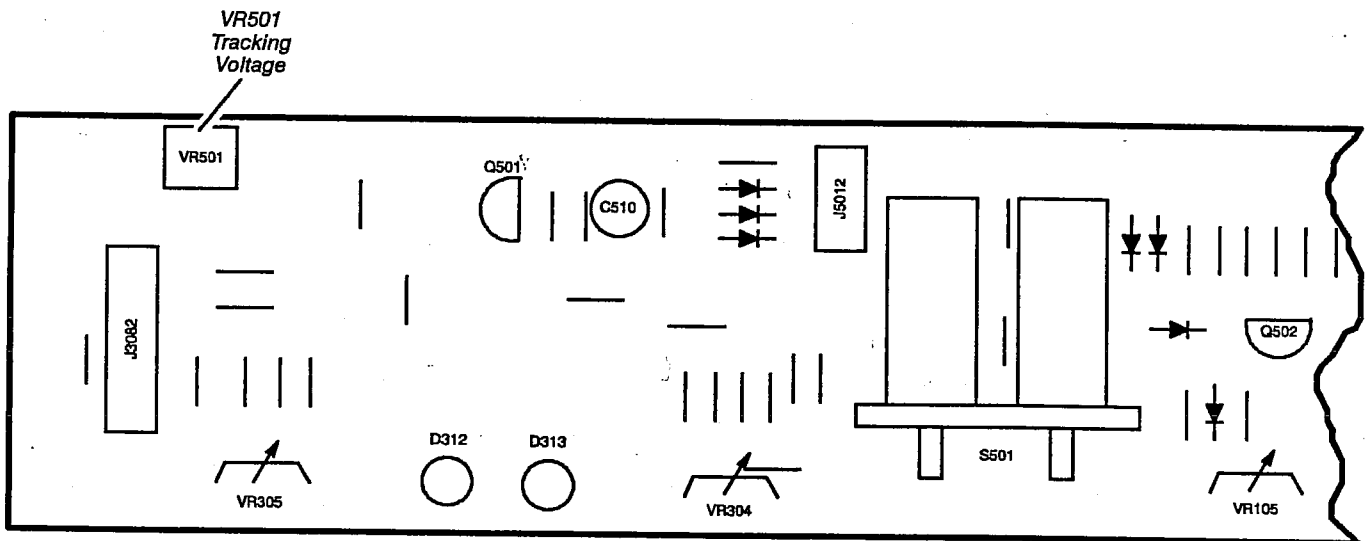 VR501
Tracking
Voltage
VR501
Q501
C510
J5012
J3082
Q502
D312
D313
S501
VR305
VR304
VR105